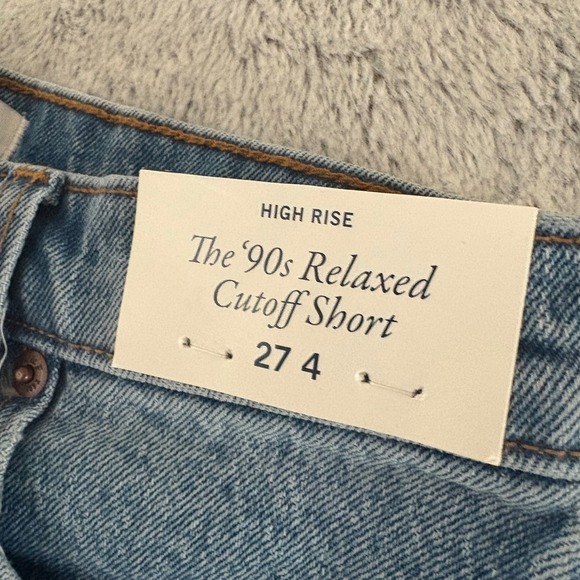 HIGH RISE
The ‘90s Relaxed
Cutoff Short
27 4